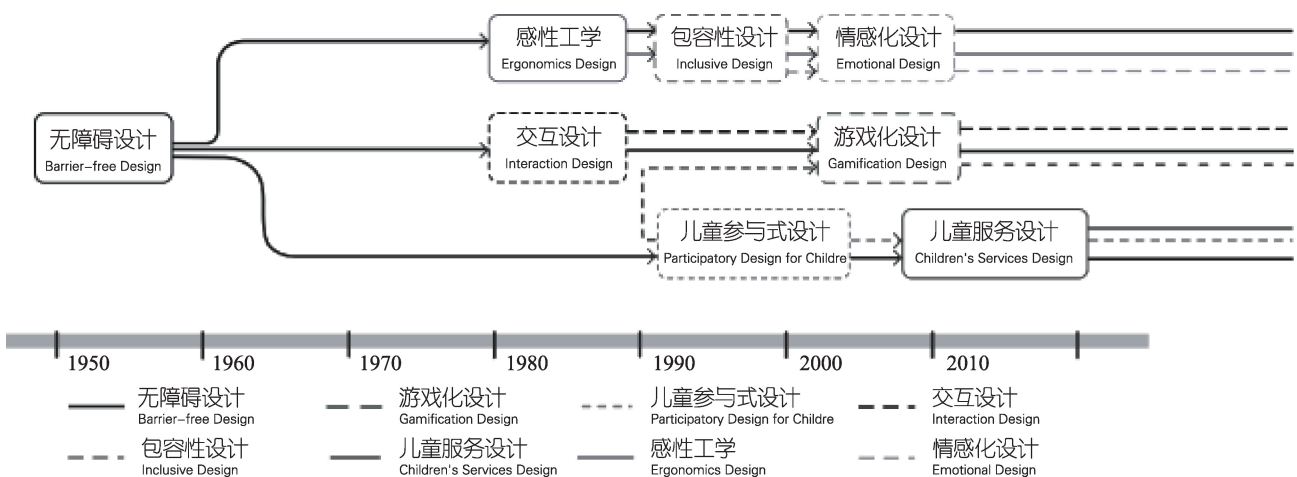 感性工学
Ergonomics Design
包容性设计
Inclusive Design
情感化设计
Emotional Design
无障碍设计
Barrier-free Design
交互设计
Interaction Design
游戏化设计
Gamification Design
儿童参与式设计
Participatory Design for Childre
儿童服务设计
Children's Services Design
1950
1960
1970
1980
1990
2000
2010
无障碍设计
Barrier-free Design
游戏化设计
Gamification Design
儿童参与式设计
Participatory Design for Childre
交互设计
Interaction Design
包容性设计
Inclusive Design
儿童服务设计
Children's Services Design
感性工学
Ergonomics Design
情感化设计
Emotional Design